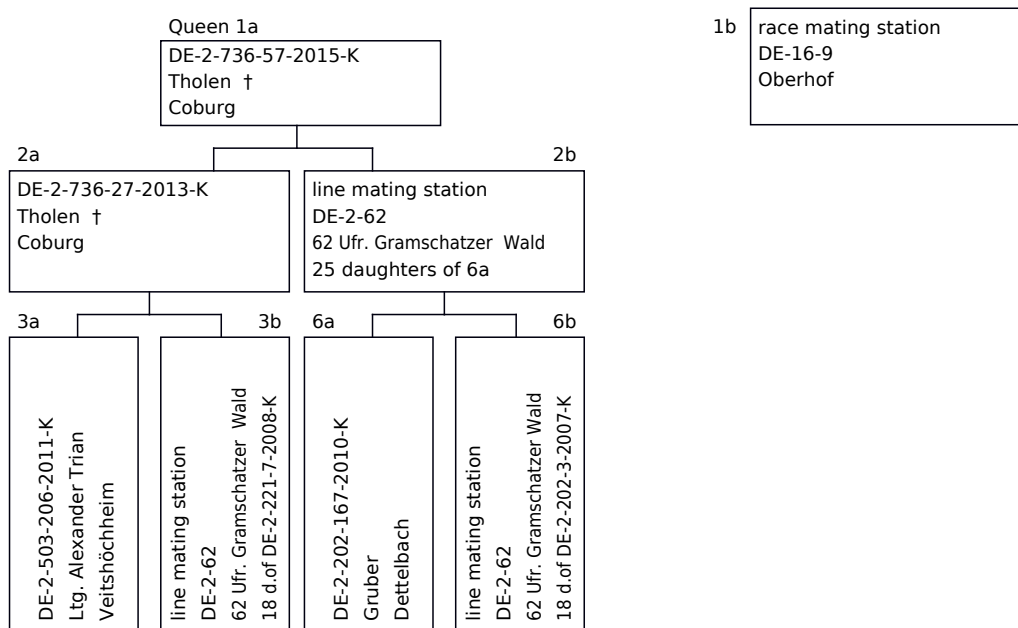 Queen 1a
DE-2-736-57-2015-K
Tholen †
Coburg
1b
race mating station
DE-16-9
Oberhof
2a
DE-2-736-27-2013-K
Tholen †
Coburg
2b
line mating station
DE-2-62
62 Ufr. Gramschatzer Wald
25 daughters of 6a
3a
DE-2-503-206-2011-K
Ltg. Alexander Trian
Veitshöchheim
3b
line mating station
DE-2-62
62 Ufr. Gramschatzer Wald
18 d.of DE-2-221-7-2008-K
6a
DE-2-202-167-2010-K
Gruber
Dettelbach
6b
line mating station
DE-2-62
62 Ufr. Gramschatzer Wald
18 d.of DE-2-202-3-2007-K